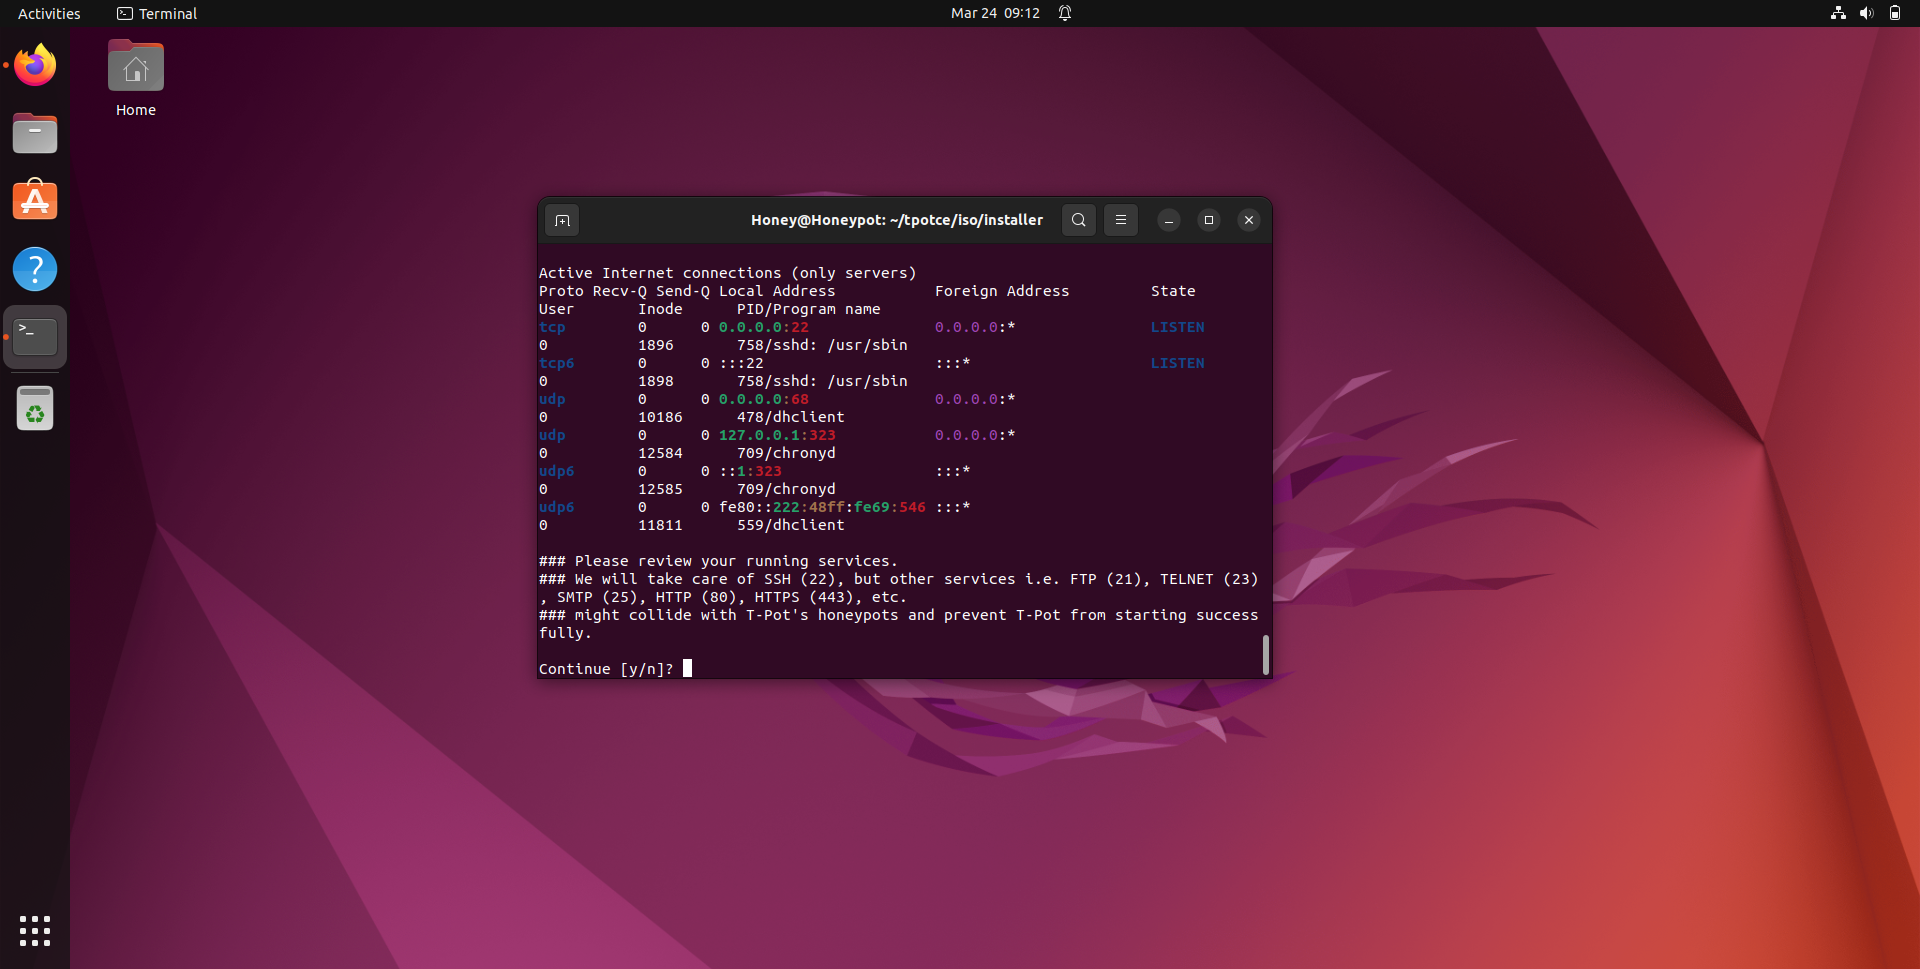 Activities
Terminal
Mar 24 09:12
Home
Honey@Honeypot: ~/tpotce/iso/installer
Active Internet connections (only servers)
Proto Recv-Q Send-Q Local Address           Foreign Address         State
User       Inode      PID/Program name
tcp        0      0 0.0.0.0:22              0.0.0.0:*               LISTEN
0          1896       758/sshd: /usr/sbin
tcp6       0      0 :::22                   :::*                    LISTEN
0          1898       758/sshd: /usr/sbin
udp        0      0 0.0.0.0:68              0.0.0.0:*
0          10186      478/dhclient
udp        0      0 127.0.0.1:323           0.0.0.0:*
0          12584      709/chronyd
udp6       0      0 ::1:323                 :::*
0          12585      709/chronyd
udp6       0      0 fe80::222:48ff:fe69:546 :::*
0          11811      559/dhclient
### Please review your running services.
### We will take care of SSH (22), but other services i.e. FTP (21), TELNET (23)
, SMTP (25), HTTP (80), HTTPS (443), etc.
### might collide with T-Pot's honeypots and prevent T-Pot from starting success
fully.
Continue [y/n]?